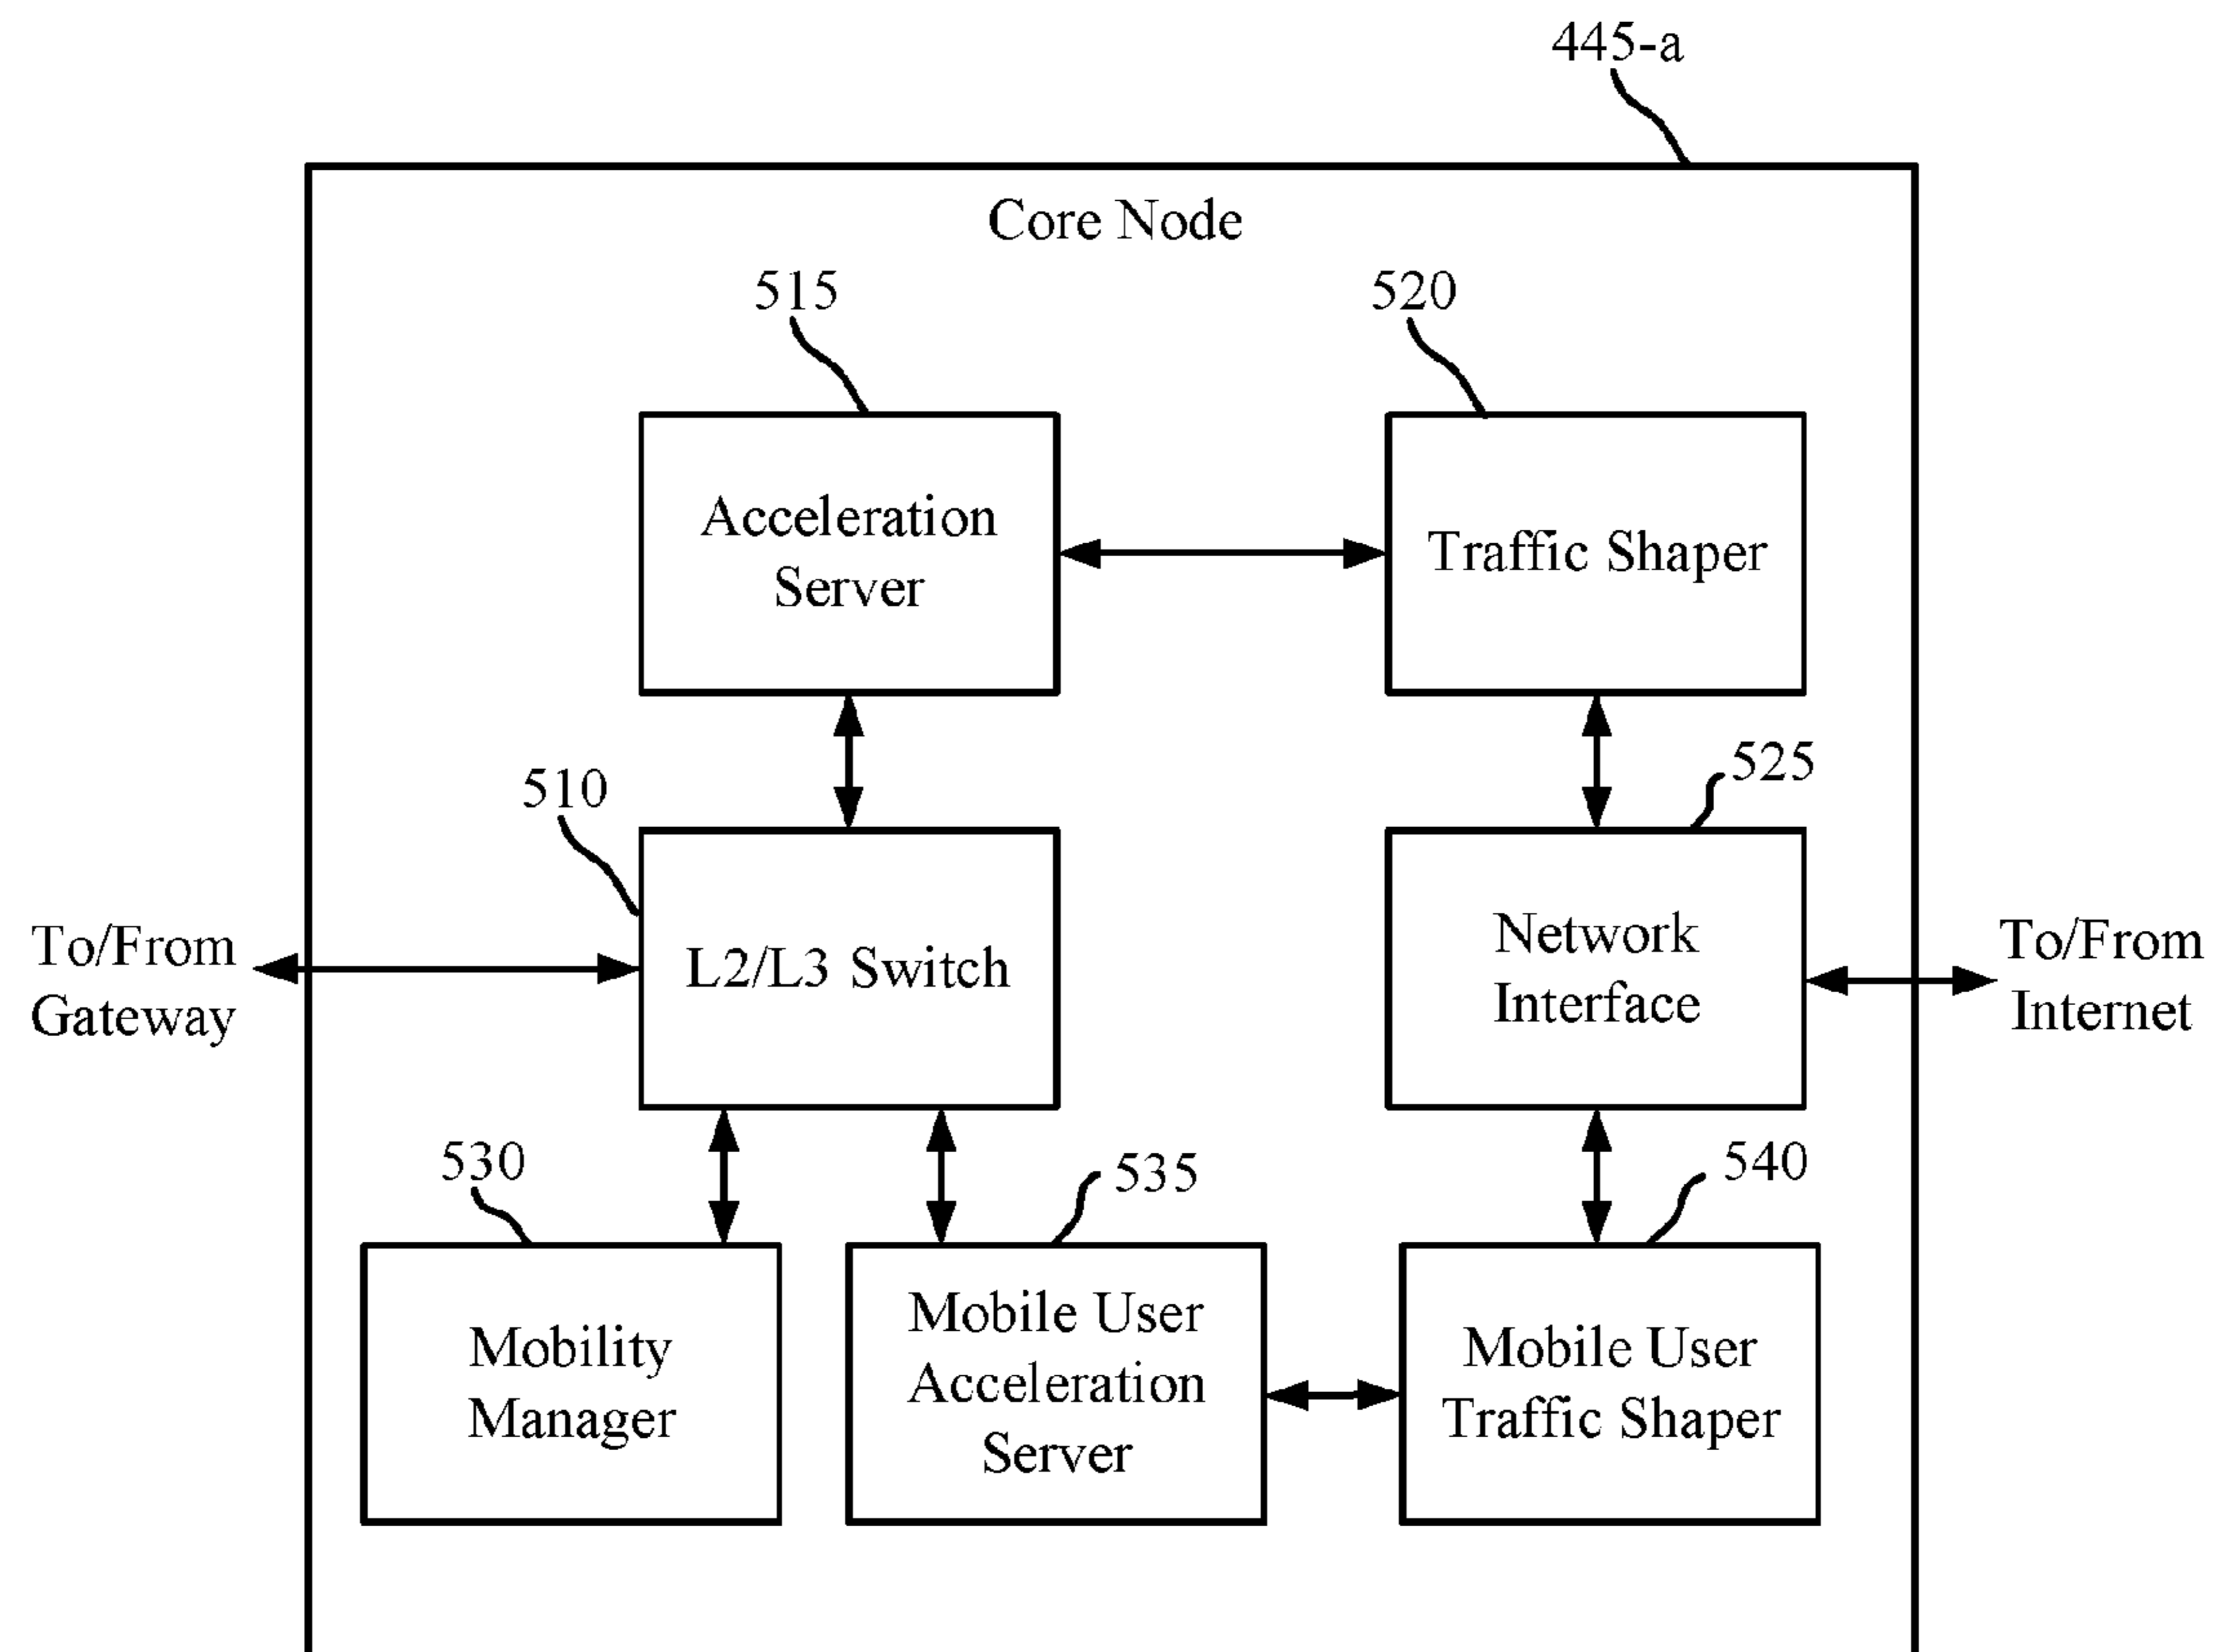 445-a
Core Node
515
520
Acceleration
Server
Traffic Shaper
510
525
To/From
Gateway
L2/L3 Switch
Network
Interface
To/From
Internet
530
535
540
Mobility
Manager
Mobile User
Acceleration
Server
Mobile User
Traffic Shaper